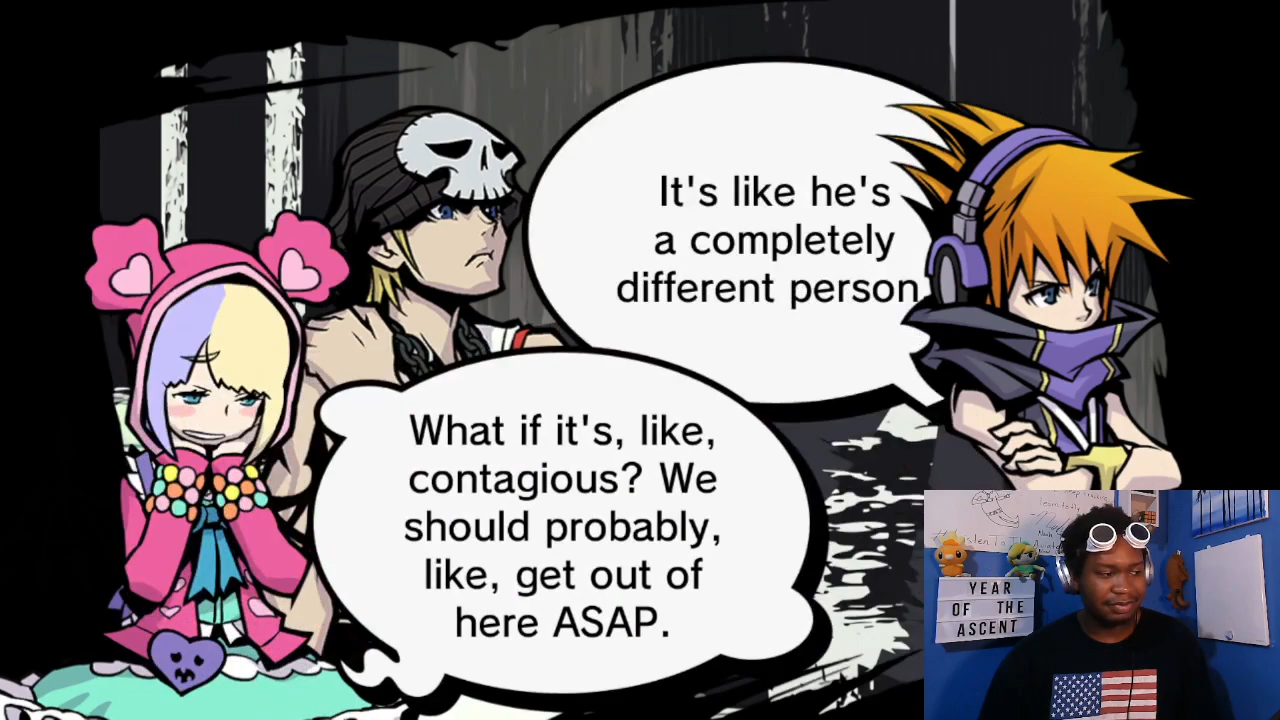 It's like he's
a completely
different person
What if it's, like,
contagious? We
should probably,
like, get out of
here ASAP.
YEAR
OF THE
ASCENT